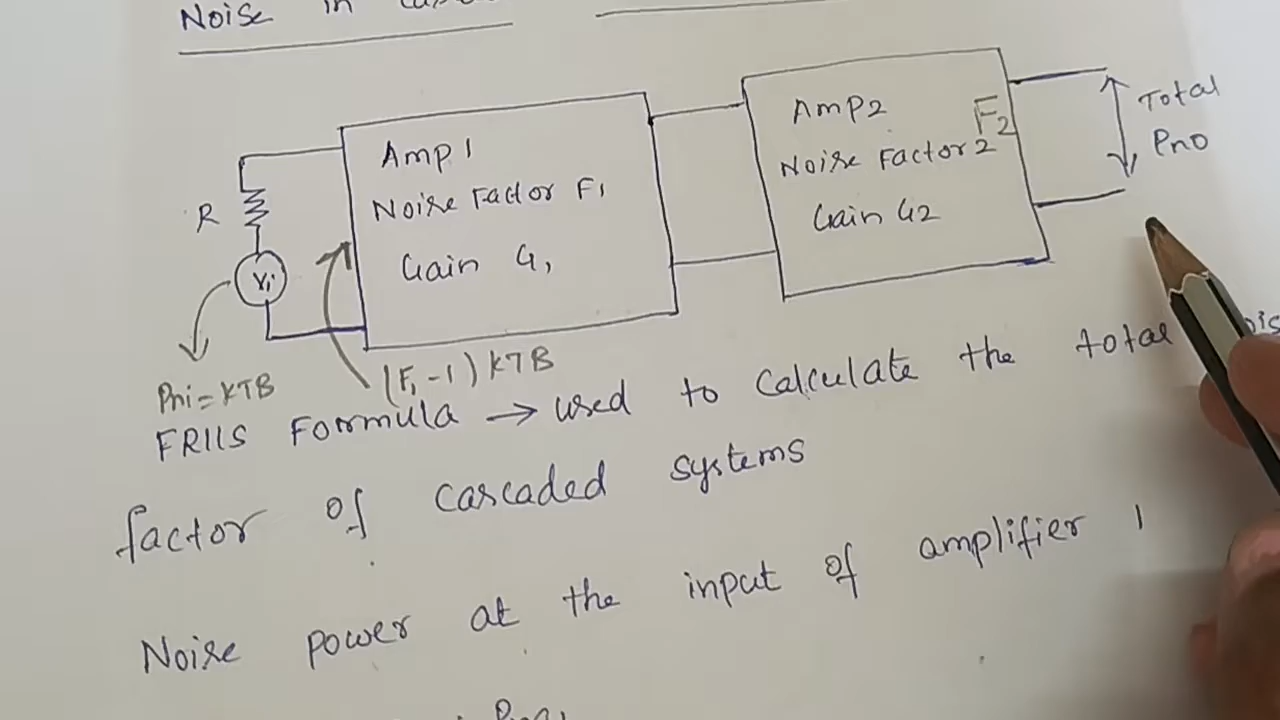 Noise in
Amp 1
Noise Factor F1
Gain G1
Amp2
Noise Factor 2 F2
Gain G2
Total
Pno
R
Vi
Pni = KTB
(F1 - 1) KTB
FRIIS Formula → used to calculate the total
factor of cascaded systems
Noise power at the input of amplifier 1